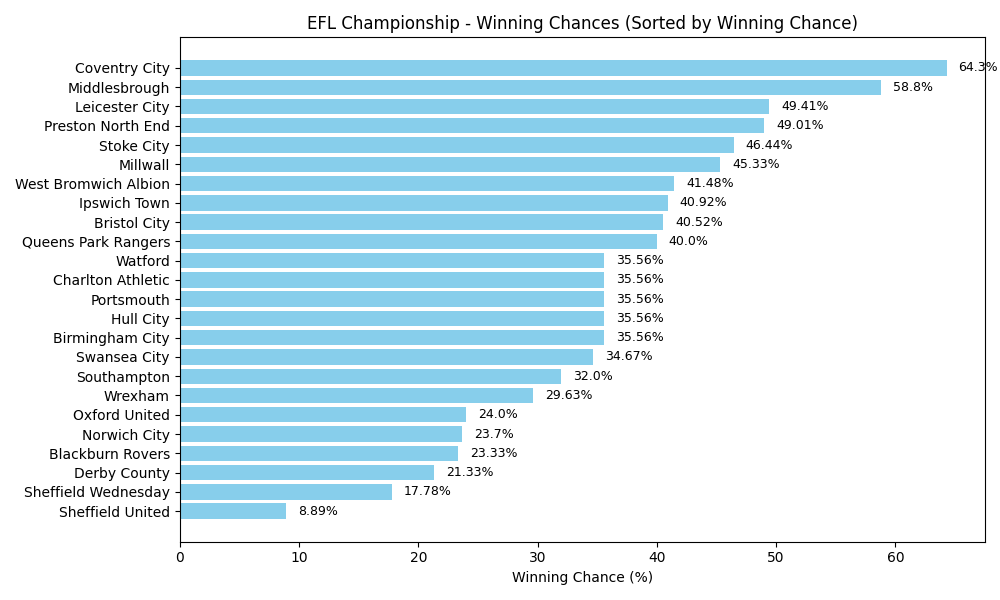 EFL Championship - Winning Chances (Sorted by Winning Chance)
Coventry City 64.3%
Middlesbrough 58.8%
Leicester City 49.41%
Preston North End 49.01%
Stoke City 46.44%
Millwall 45.33%
West Bromwich Albion 41.48%
Ipswich Town 40.92%
Bristol City 40.52%
Queens Park Rangers 40.0%
Watford 35.56%
Charlton Athletic 35.56%
Portsmouth 35.56%
Hull City 35.56%
Birmingham City 35.56%
Swansea City 34.67%
Southampton 32.0%
Wrexham 29.63%
Oxford United 24.0%
Norwich City 23.7%
Blackburn Rovers 23.33%
Derby County 21.33%
Sheffield Wednesday 17.78%
Sheffield United 8.89%
0 10 20 30 40 50 60
Winning Chance (%)